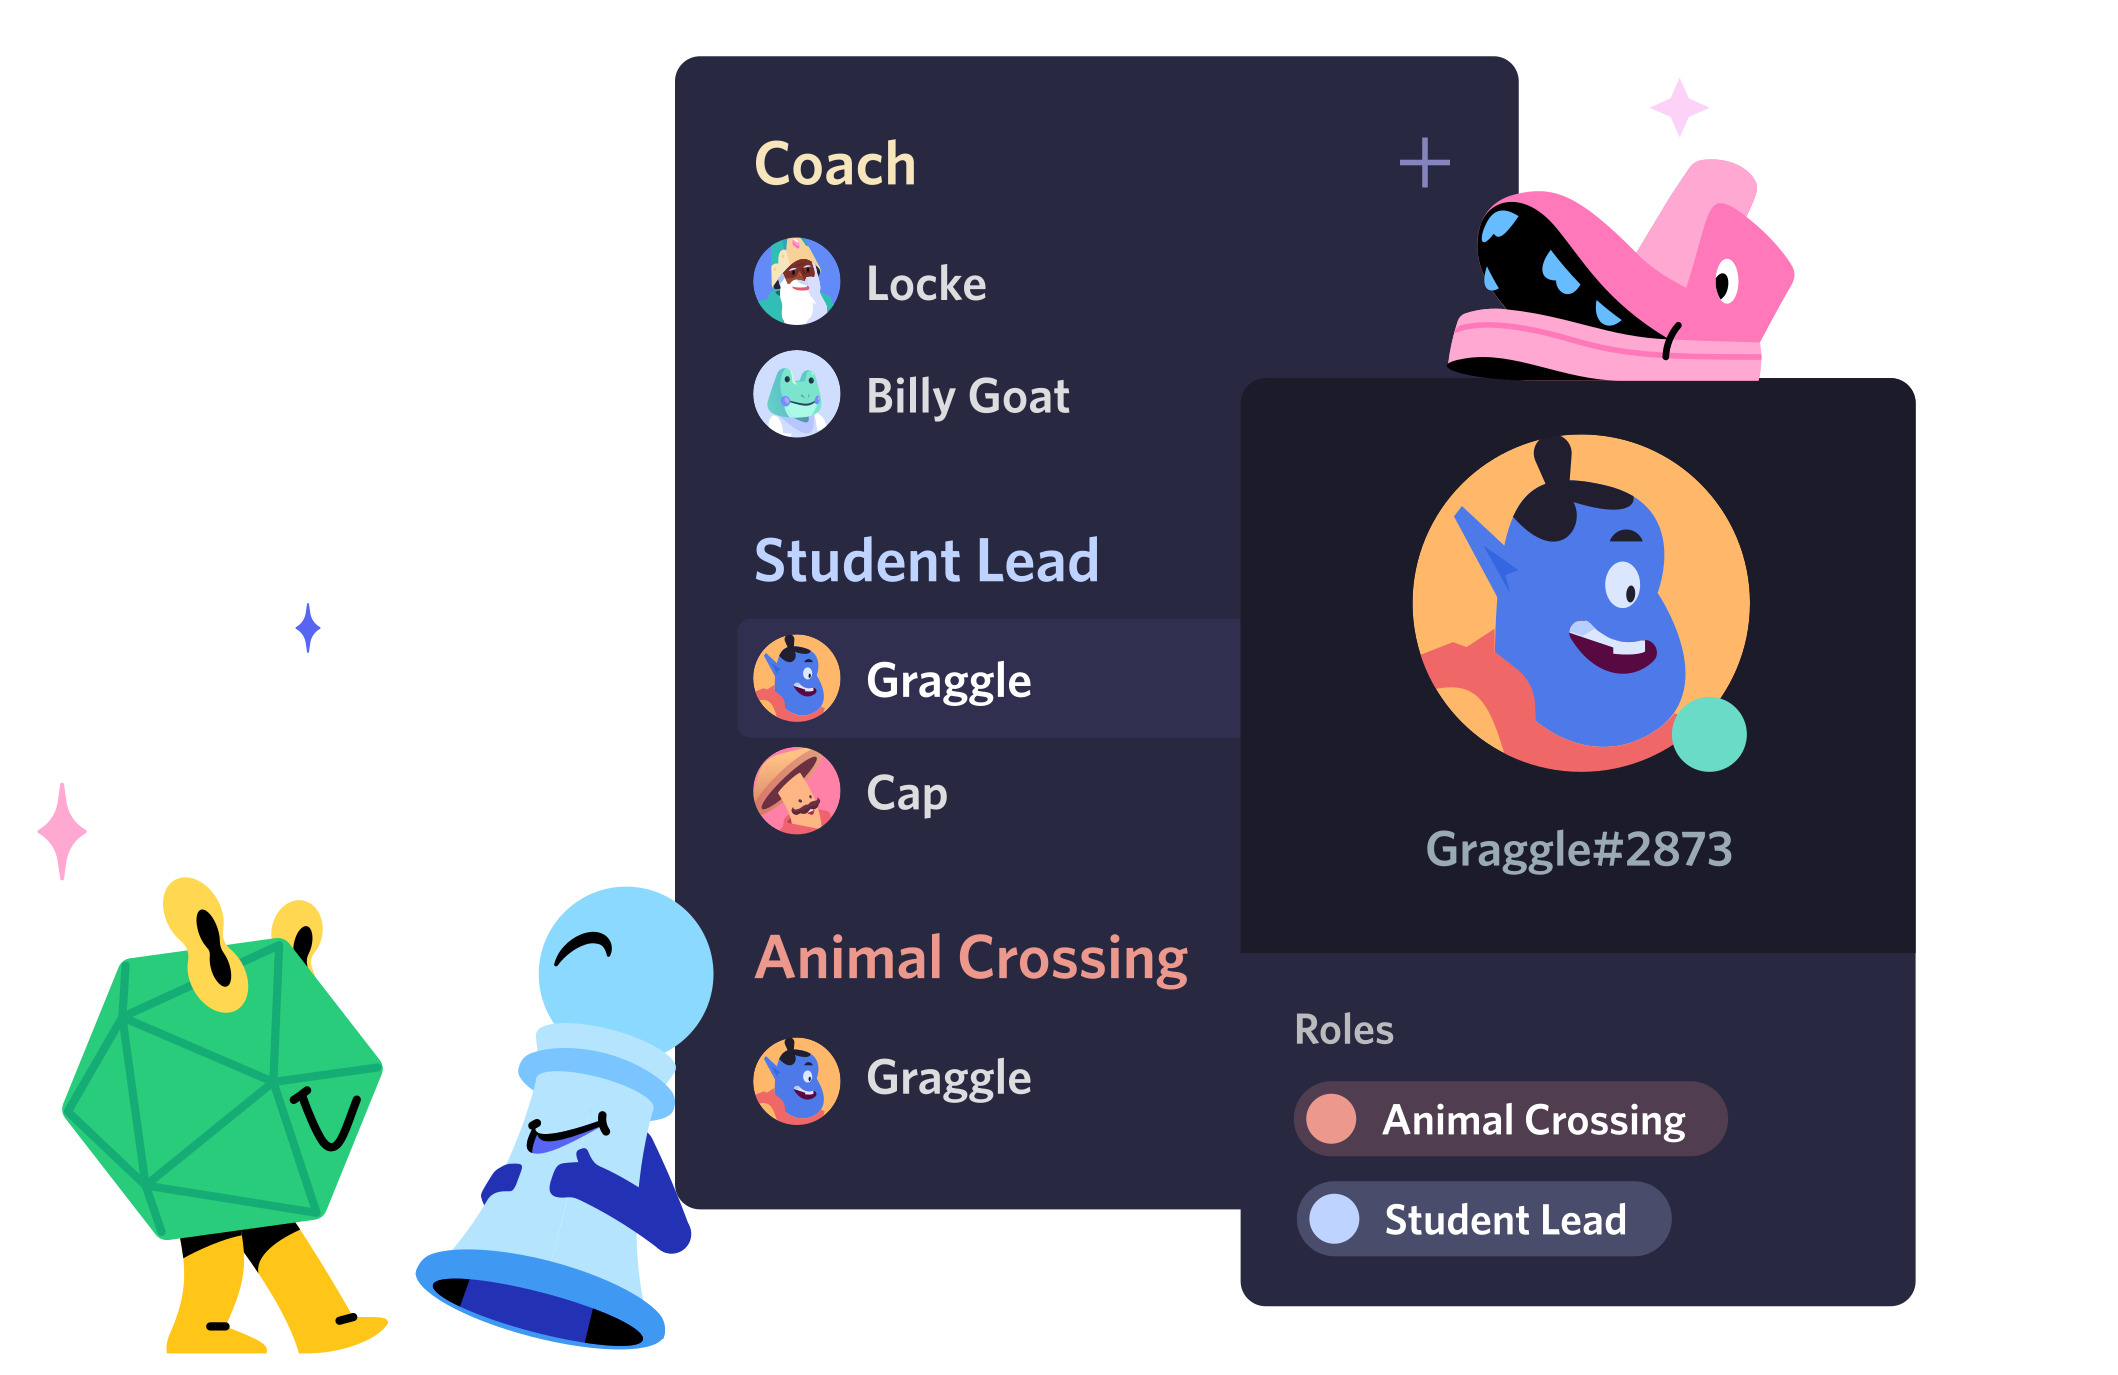 Coach
Locke
Billy Goat
Student Lead
Graggle
Cap
Animal Crossing
Graggle
Graggle#2873
Roles
Animal Crossing
Student Lead